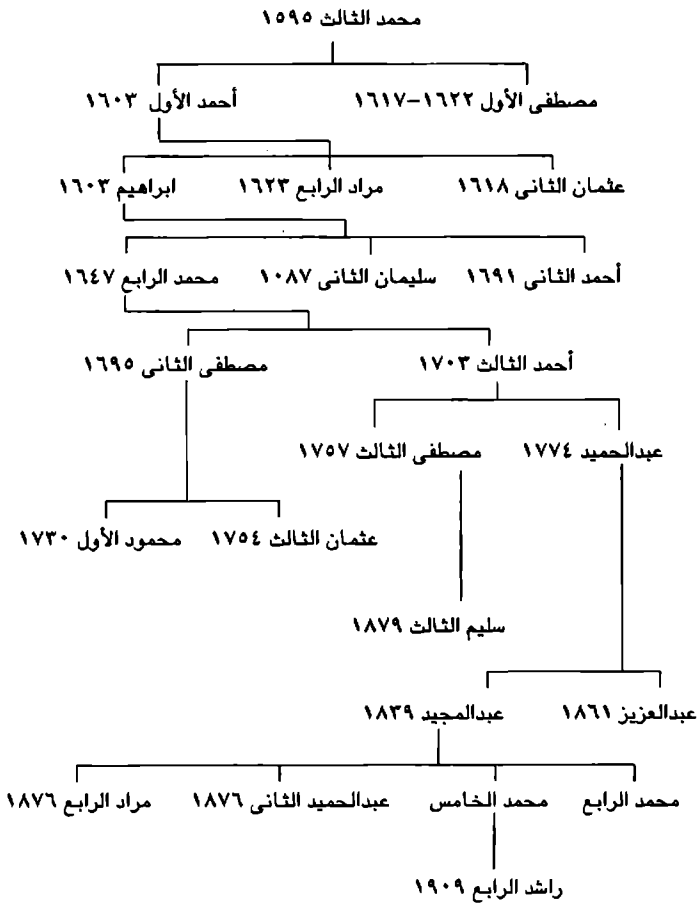 محمد الثالث ١٥٩٥
مصطفى الأول ١٦٢٢-١٦١٧ أحمد الأول ١٦٠٣
عثمان الثانى ١٦١٨ مراد الرابع ١٦٢٣ ابراهيم ١٦٠٣
أحمد الثانى ١٦٩١ سليمان الثانى ١٠٨٧ محمد الرابع ١٦٤٧
أحمد الثالث ١٧٠٣ مصطفى الثانى ١٦٩٥
عبدالحميد ١٧٧٤ مصطفى الثالث ١٧٥٧
عثمان الثالث ١٧٥٤ محمود الأول ١٧٣٠
سليم الثالث ١٨٧٩
عبدالعزيز ١٨٦١ عبدالمجيد ١٨٣٩
محمد الرابع محمد الخامس عبدالحميد الثانى ١٨٧٦ مراد الرابع ١٨٧٦
راشد الرابع ١٩٠٩